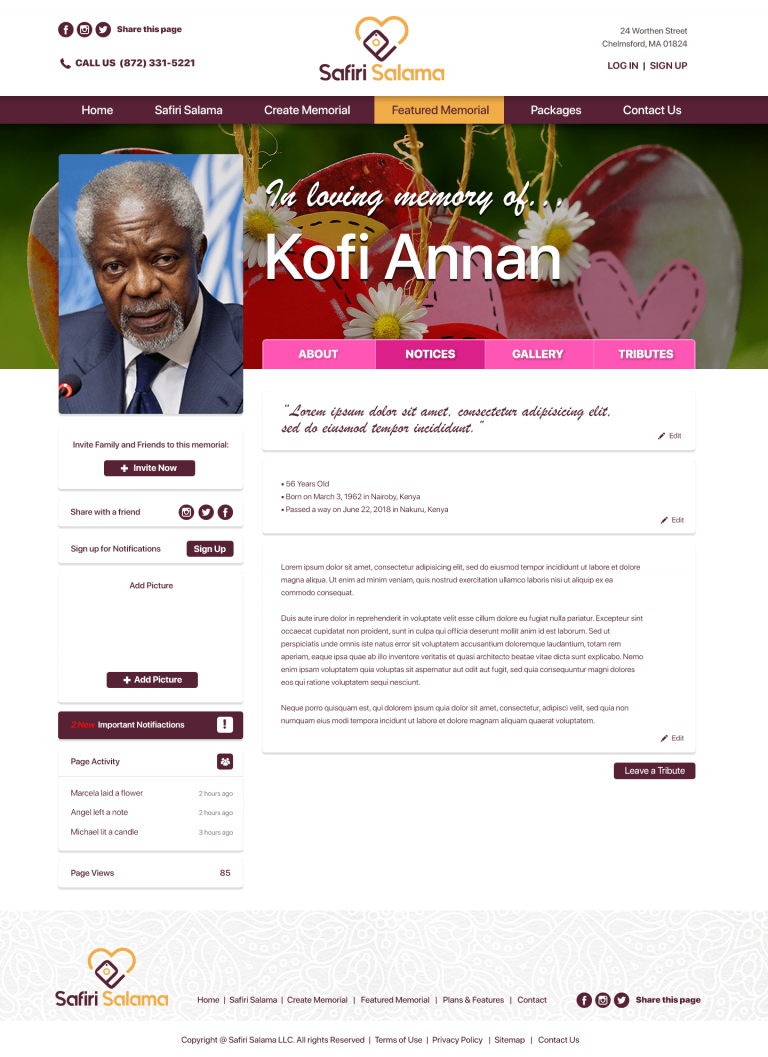 Share this page
CALL US (872) 331-5221
Safiri Salama
24 Worthen Street
Chelmsford, MA 01824
LOG IN | SIGN UP
Home Safiri Salama Create Memorial Featured Memorial Packages Contact Us
In loving memory of...
Kofi Annan
ABOUT NOTICES GALLERY TRIBUTES
Invite Family and Friends to this memorial:
+ Invite Now
Share with a friend
Sign up for Notifications Sign Up
Add Picture
+ Add Picture
2 New Important Notifiactions !
Page Activity
Marcela laid a flower 2 hours ago
Angel left a note 2 hours ago
Michael lit a candle 3 hours ago
Page Views 85
"Lorem ipsum dolor sit amet, consectetur adipisicing elit,
sed do eiusmod tempor incididunt."
Edit
• 56 Years Old
• Born on March 3, 1962 in Nairoby, Kenya
• Passed a way on June 22, 2018 in Nakuru, Kenya
Edit
Lorem ipsum dolor sit amet, consectetur adipisicing elit, sed do eiusmod tempor incididunt ut labore et dolore
magna aliqua. Ut enim ad minim veniam, quis nostrud exercitation ullamco laboris nisi ut aliquip ex ea
commodo consequat.
Duis aute irure dolor in reprehenderit in voluptate velit esse cillum dolore eu fugiat nulla pariatur. Excepteur sint
occaecat cupidatat non proident, sunt in culpa qui officia deserunt mollit anim id est laborum. Sed ut
perspiciatis unde omnis iste natus error sit voluptatem accusantium doloremque laudantium, totam rem
aperiam, eaque ipsa quae ab illo inventore veritatis et quasi architecto beatae vitae dicta sunt explicabo. Nemo
enim ipsam voluptatem quia voluptas sit aspernatur aut odit aut fugit, sed quia consequuntur magni dolores
eos qui ratione voluptatem sequi nesciunt.
Neque porro quisquam est, qui dolorem ipsum quia dolor sit amet, consectetur, adipisci velit, sed quia non
numquam eius modi tempora incidunt ut labore et dolore magnam aliquam quaerat voluptatem.
Edit
Leave a Tribute
Safiri Salama
Home | Safiri Salama | Create Memorial | Featured Memorial | Plans & Features | Contact
Share this page
Copyright @ Safiri Salama LLC. All rights Reserved | Terms of Use | Privacy Policy | Sitemap | Contact Us